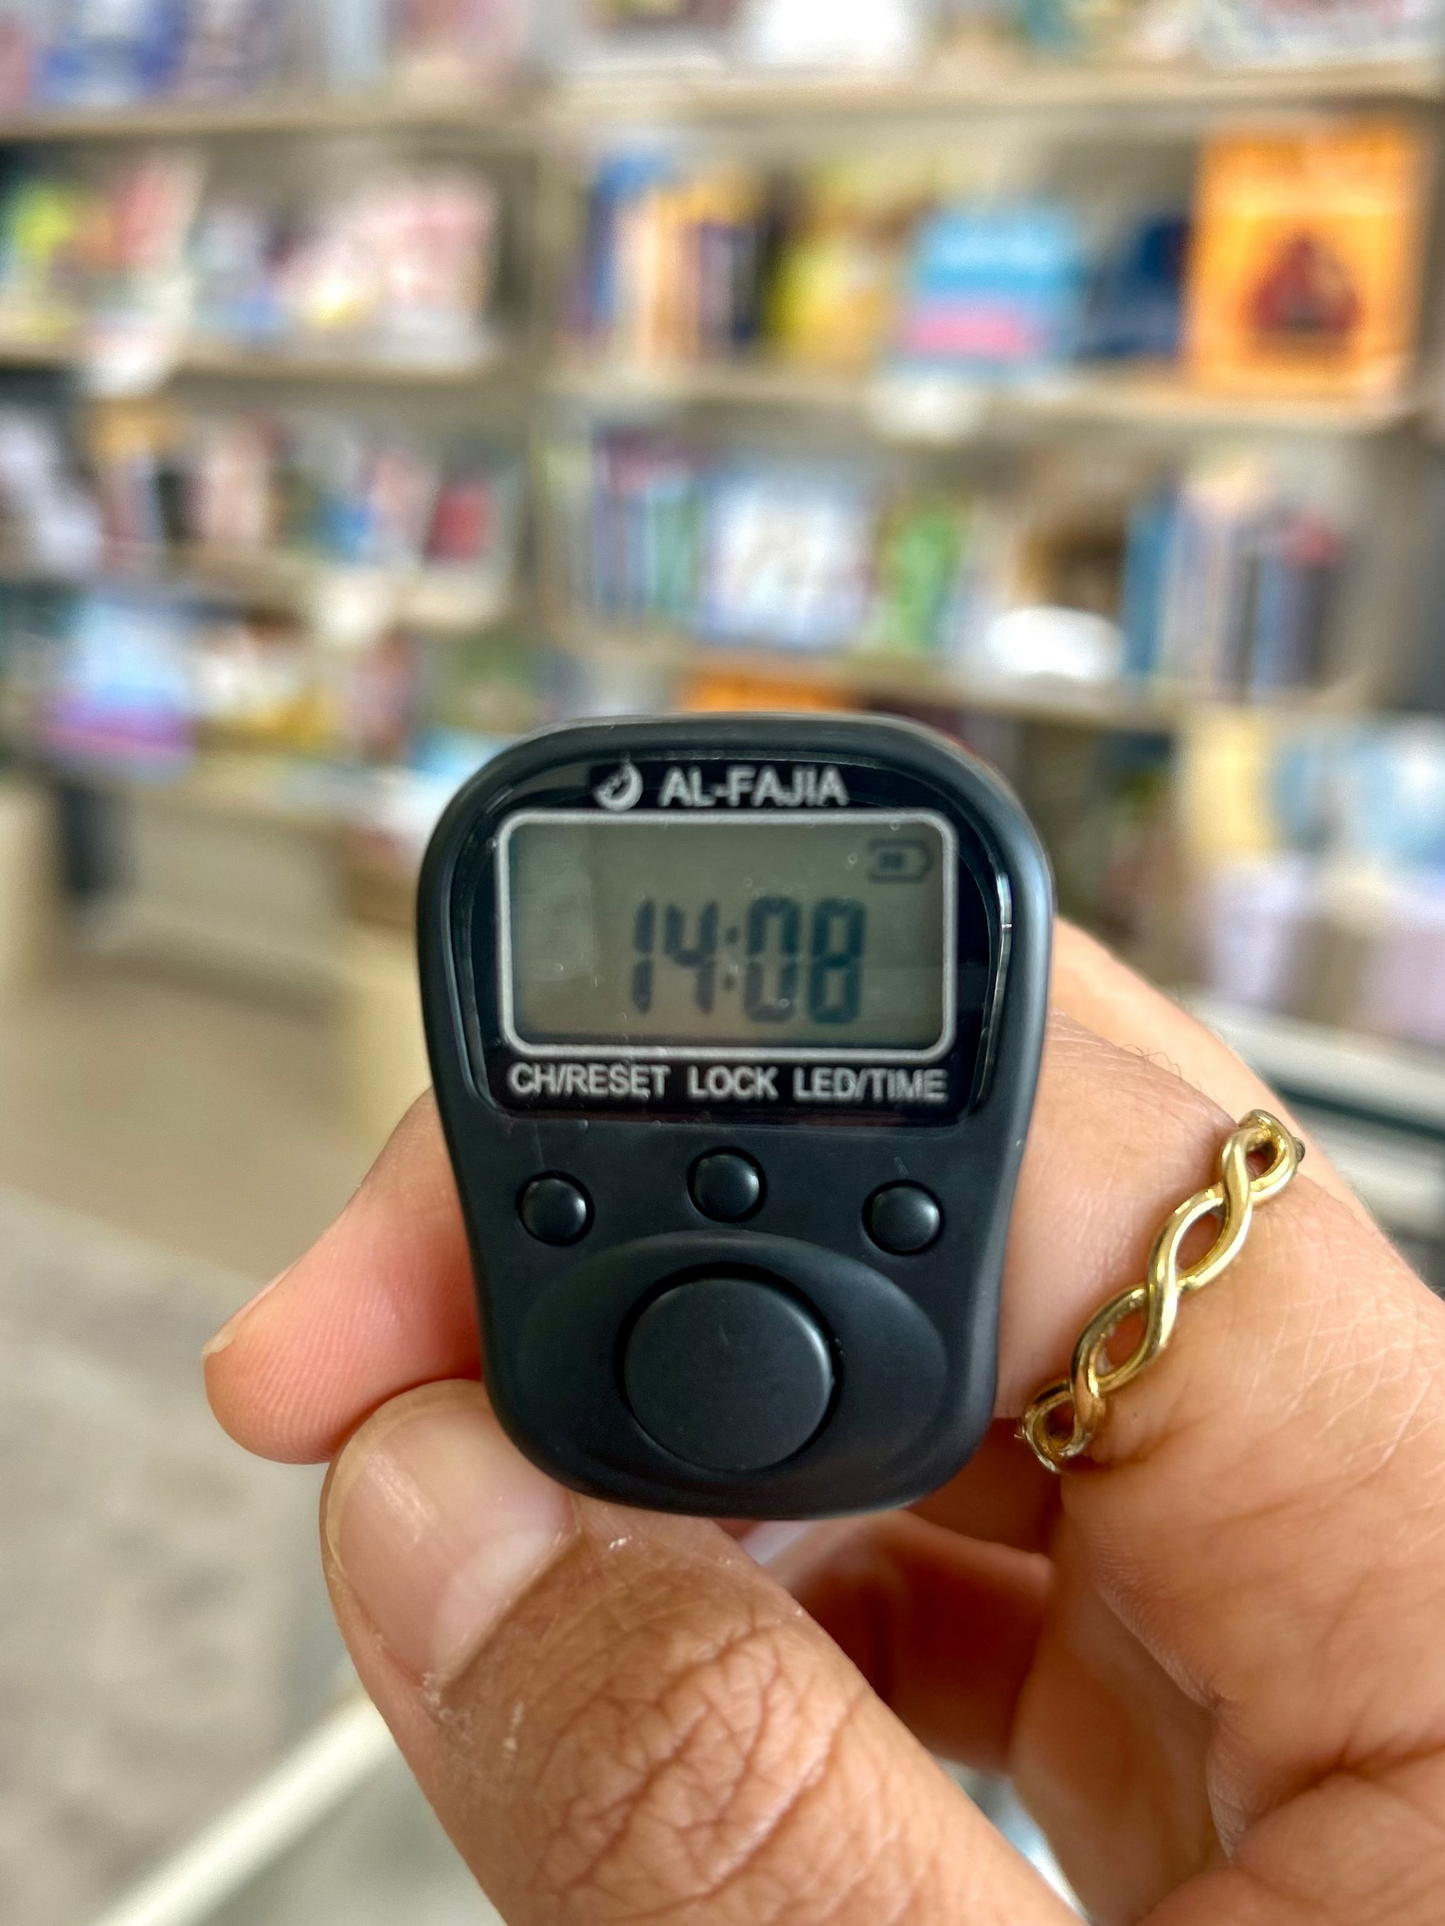 AL-FAJIA
14:08
CH/RESET LOCK LED/TIME